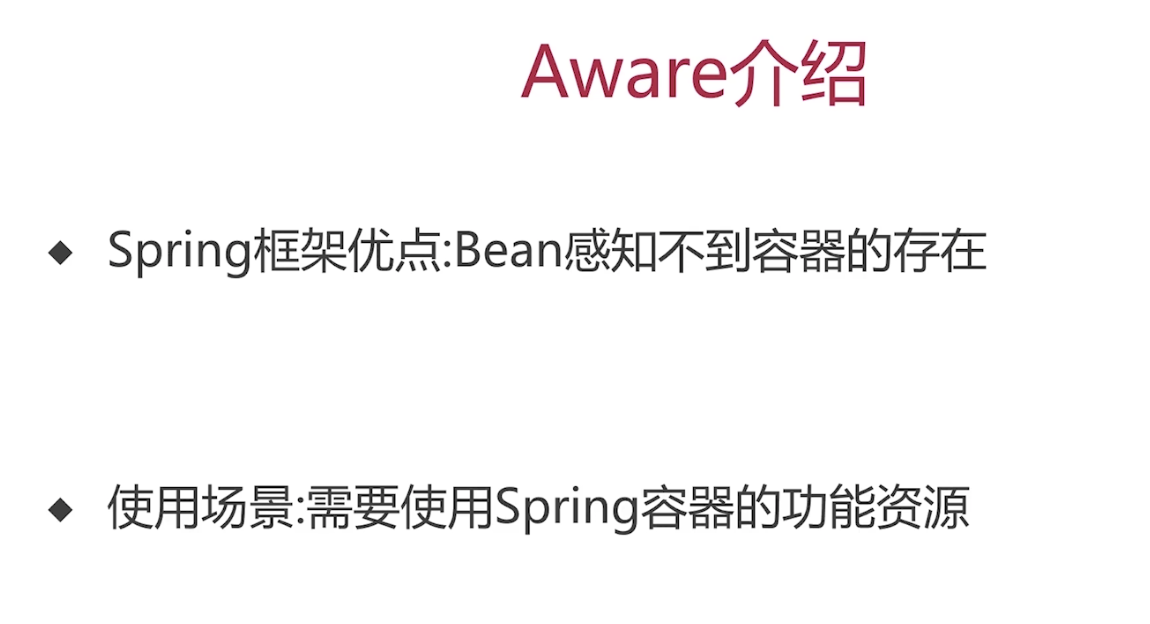 Aware介绍
◆ Spring框架优点:Bean感知不到容器的存在
◆ 使用场景:需要使用Spring容器的功能资源